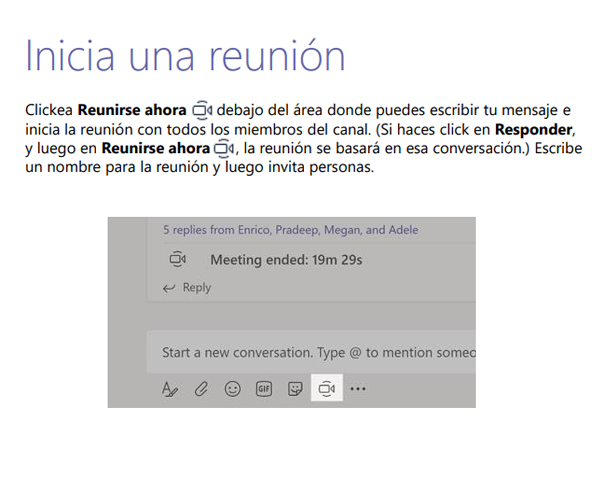 Inicia una reunión
Clickea Reunirse ahora debajo del área donde puedes escribir tu mensaje e
inicia la reunión con todos los miembros del canal. (Si haces click en Responder,
y luego en Reunirse ahora , la reunión se basará en esa conversación.) Escribe
un nombre para la reunión y luego invita personas.
5 replies from Enrico, Pradeep, Megan, and Adele
Meeting ended: 19m 29s
Reply
Start a new conversation. Type @ to mention someo
GIF